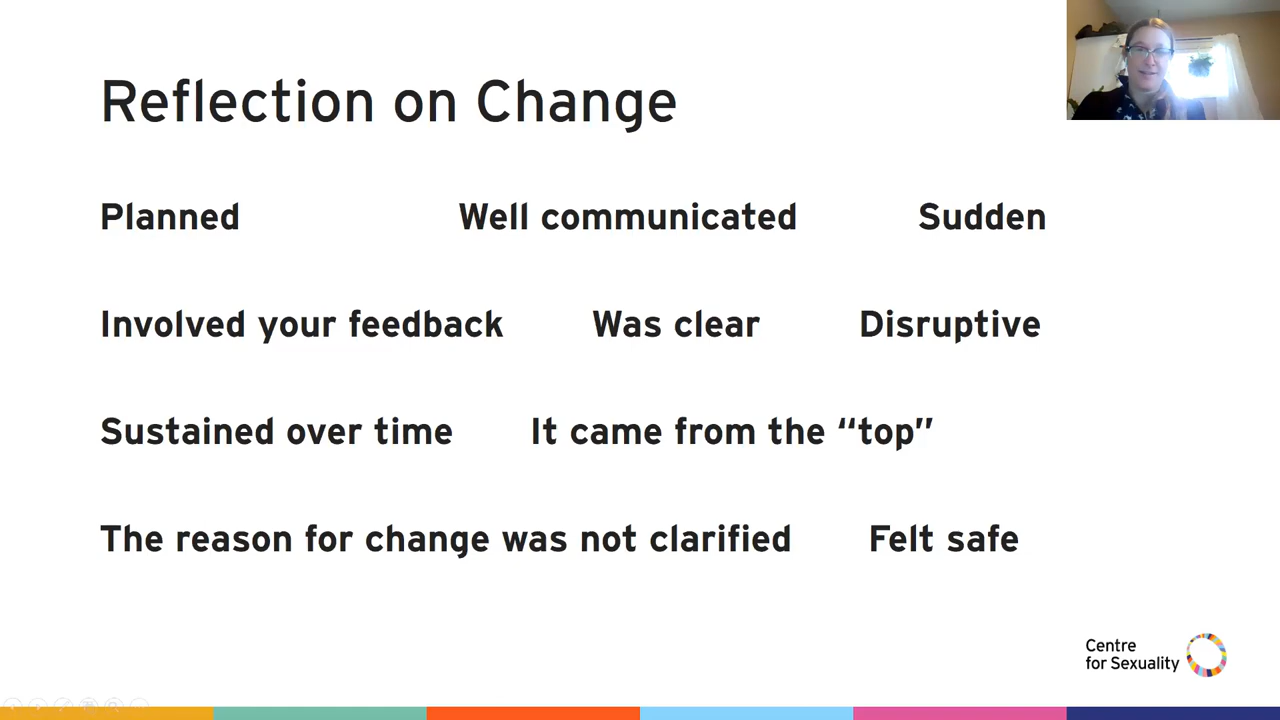 Reflection on Change
Planned Well communicated Sudden
Involved your feedback Was clear Disruptive
Sustained over time It came from the “top”
The reason for change was not clarified Felt safe
Centre
for Sexuality